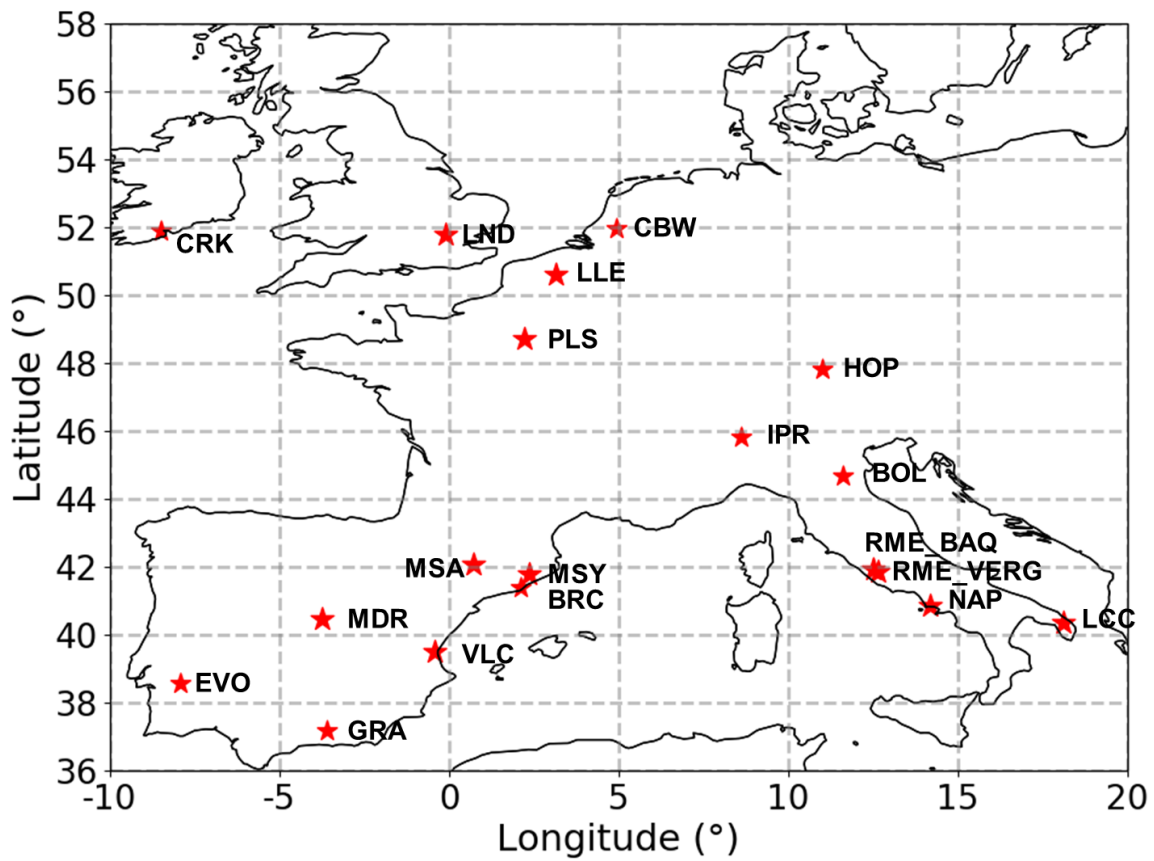 58
56
54
52
50
48
46
44
42
40
38
36
Latitude (°)
CRK
LND
CBW
LLE
PLS
HOP
IPR
BOL
RME_BAQ
MSA
MSY
RME_VERG
BRC
NAP
MDR
LCC
VLC
EVO
GRA
-10 -5 0 5 10 15 20
Longitude (°)